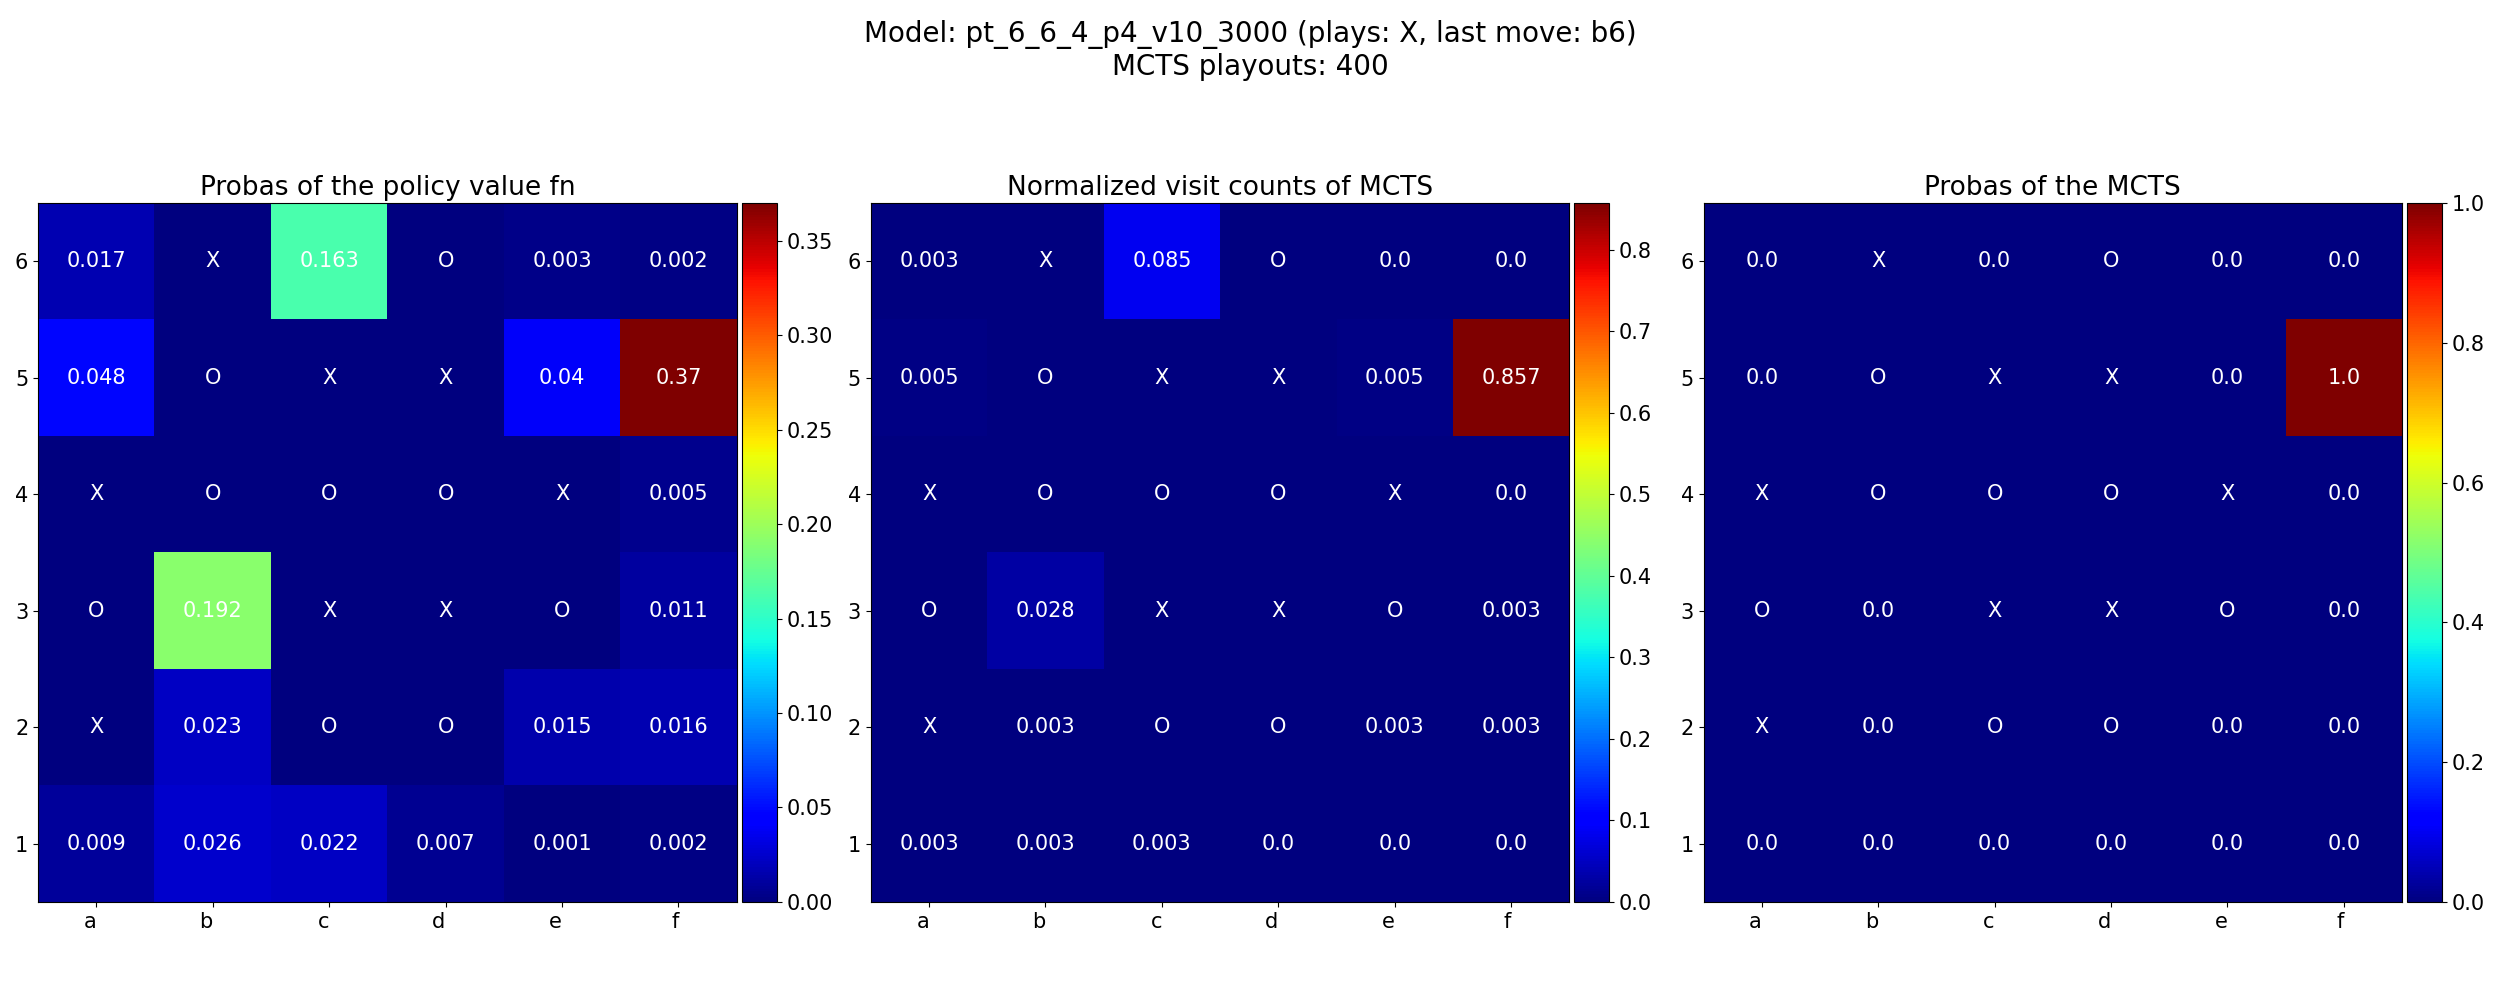 Model: pt_6_6_4_p4_v10_3000 (plays: X, last move: b6)
MCTS playouts: 400
Probas of the policy value fn
6 0.017 X 0.163 O 0.003 0.002
5 0.048 O X X 0.04 0.37
4 X O O O X 0.005
3 O 0.192 X X O 0.011
2 X 0.023 O O 0.015 0.016
1 0.009 0.026 0.022 0.007 0.001 0.002
a b c d e f
0.35
0.30
0.25
0.20
0.15
0.10
0.05
0.00
Normalized visit counts of MCTS
6 0.003 X 0.085 O 0.0 0.0
5 0.005 O X X 0.005 0.857
4 X O O O X 0.0
3 O 0.028 X X O 0.003
2 X 0.003 O O 0.003 0.003
1 0.003 0.003 0.003 0.0 0.0 0.0
a b c d e f
0.8
0.7
0.6
0.5
0.4
0.3
0.2
0.1
0.0
Probas of the MCTS
6 0.0 X 0.0 O 0.0 0.0
5 0.0 O X X 0.0 1.0
4 X O O O X 0.0
3 O 0.0 X X O 0.0
2 X 0.0 O O 0.0 0.0
1 0.0 0.0 0.0 0.0 0.0 0.0
a b c d e f
1.0
0.8
0.6
0.4
0.2
0.0